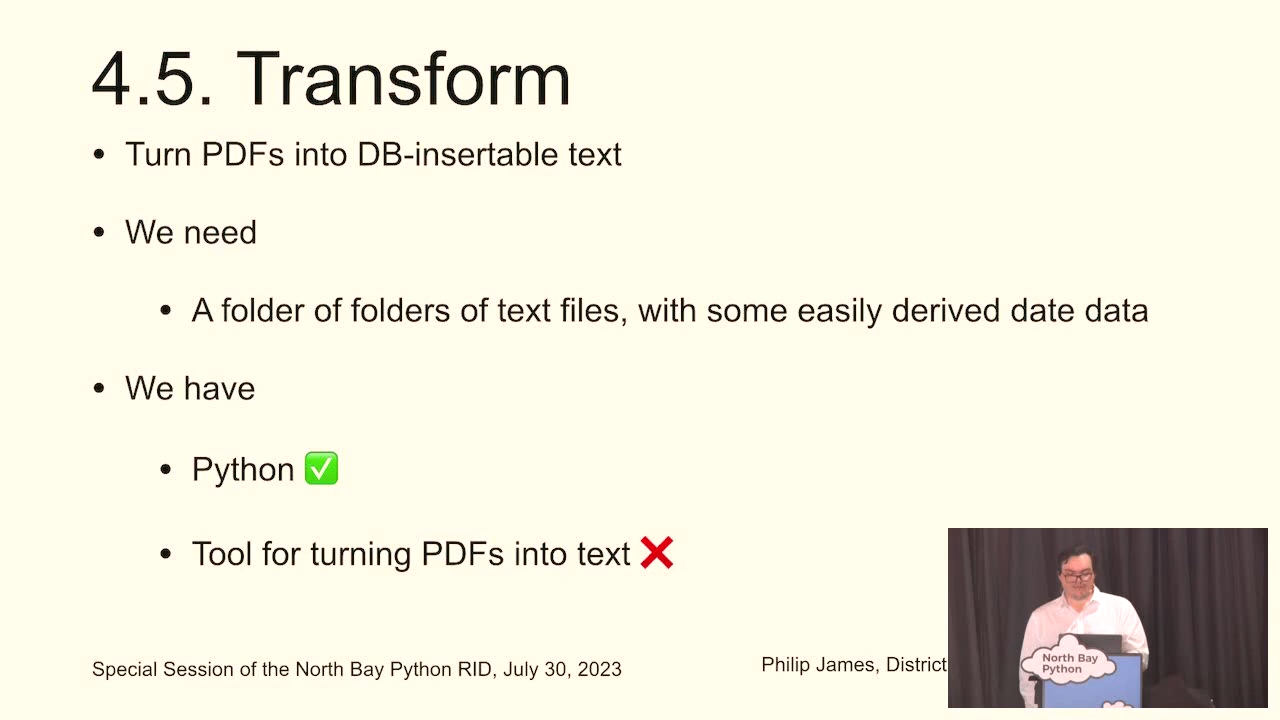 4.5. Transform
• Turn PDFs into DB-insertable text
• We need
• A folder of folders of text files, with some easily derived date data
• We have
• Python ✅
• Tool for turning PDFs into text ❌
Special Session of the North Bay Python RID, July 30, 2023
Philip James, District
North Bay
Python